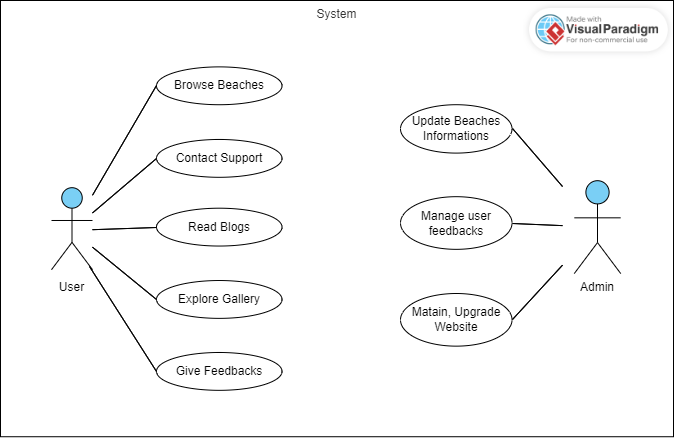 System
Made with
Visual Paradigm
For non-commercial use
Browse Beaches
Contact Support
Read Blogs
Explore Gallery
Give Feedbacks
User
Update Beaches
Informations
Manage user
feedbacks
Matain, Upgrade
Website
Admin